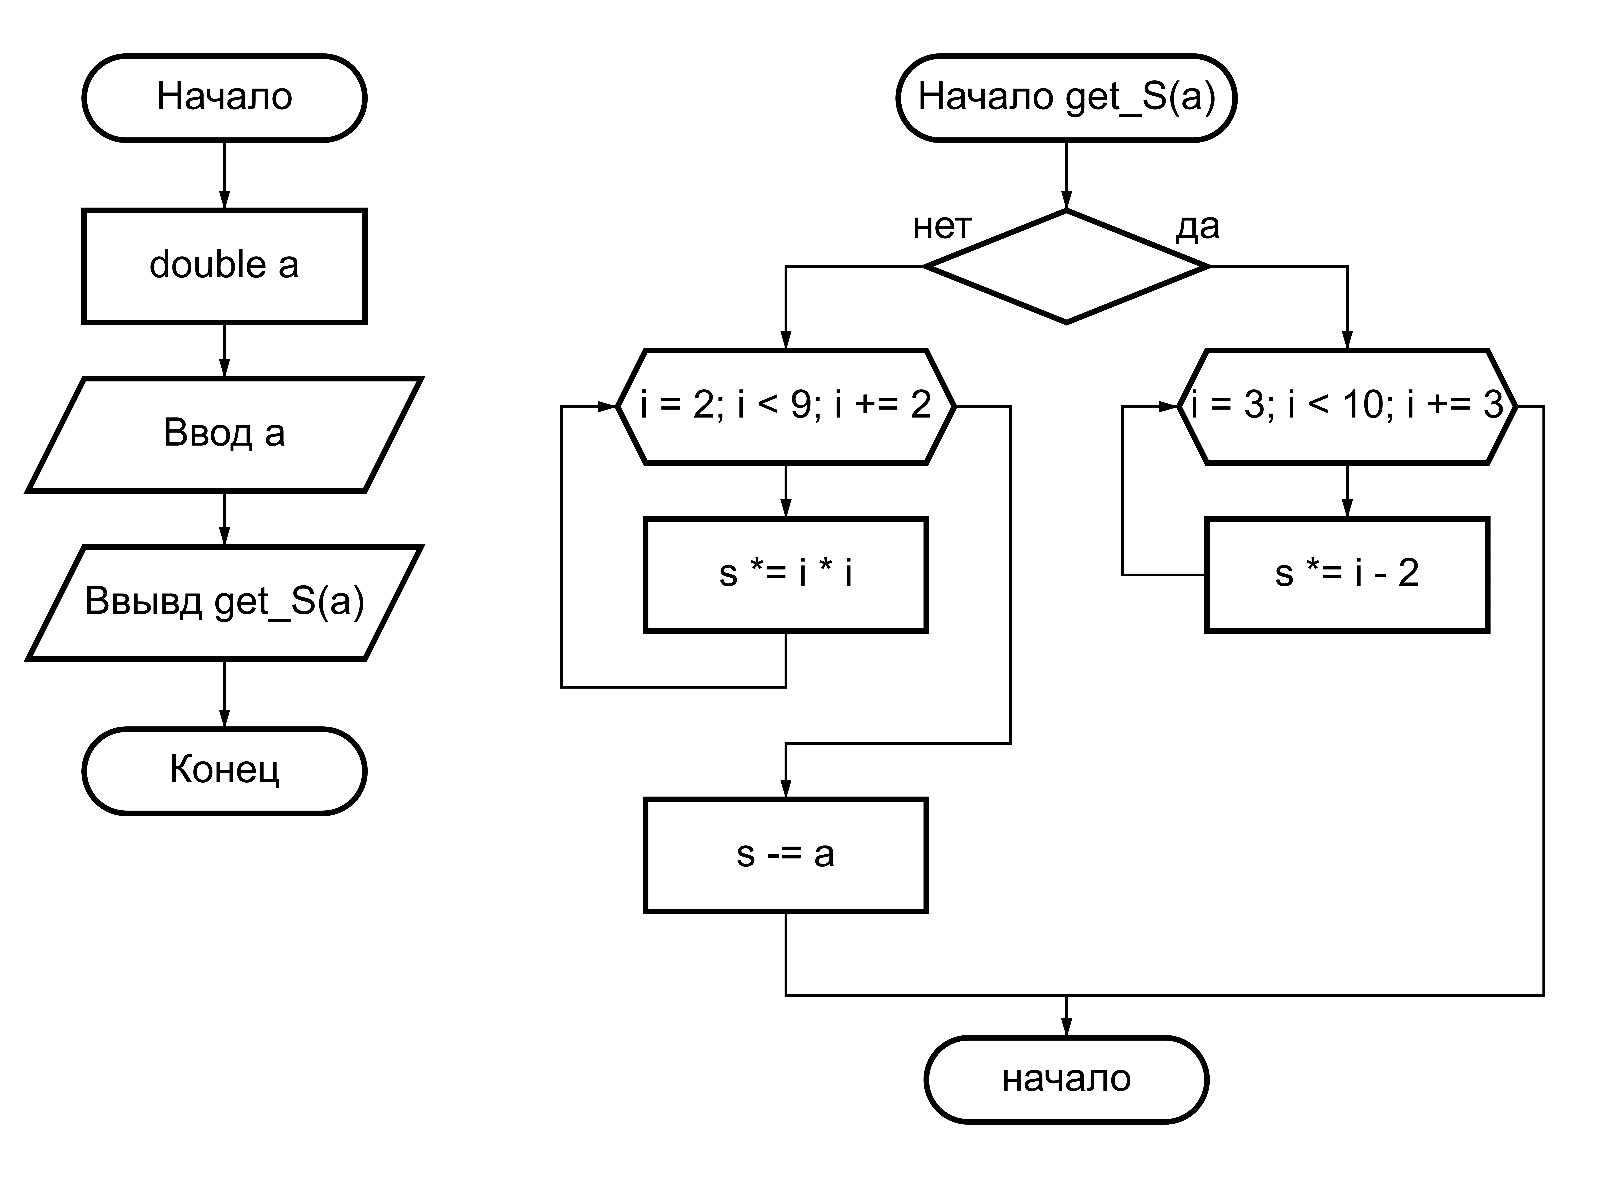 Начало
double a
Ввод a
Ввывд get_S(a)
Конец
Начало get_S(a)
нет
да
i = 2; i < 9; i += 2
i = 3; i < 10; i += 3
s *= i * i
s *= i - 2
s -= a
начало